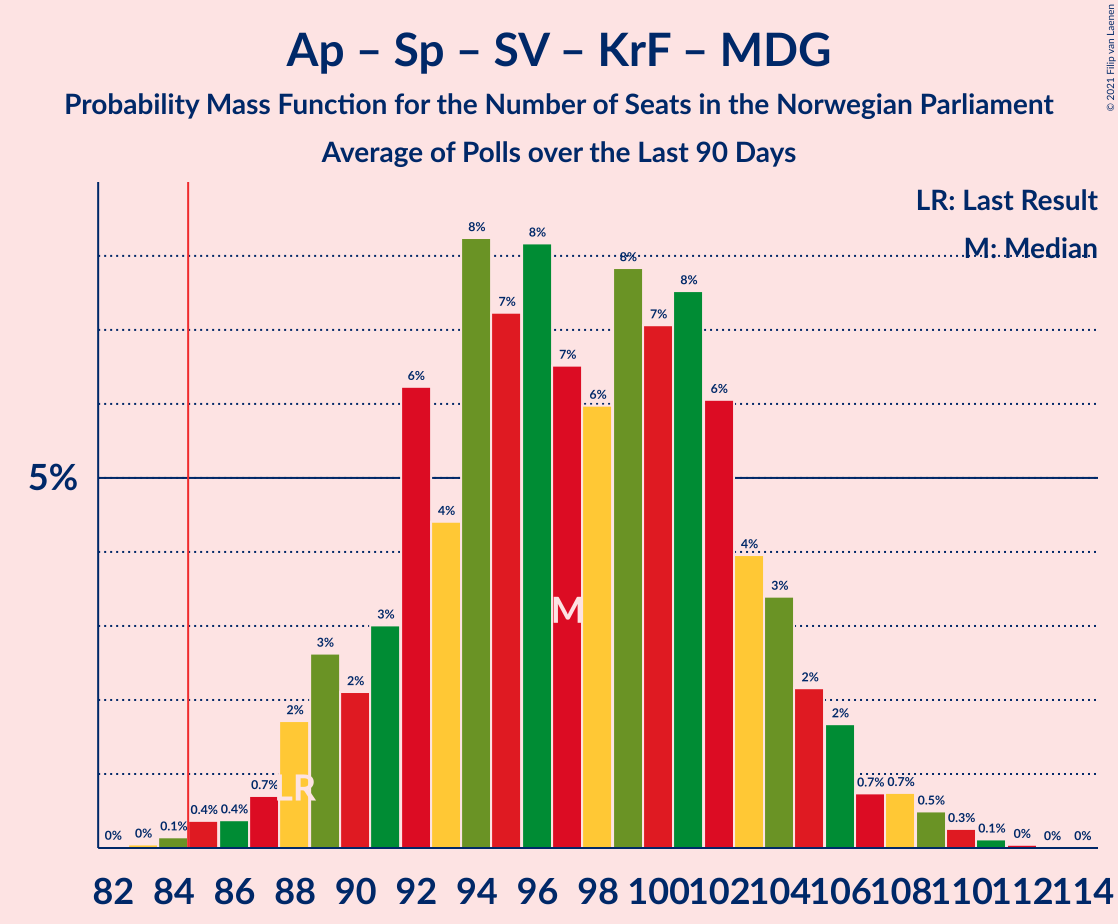 Ap – Sp – SV – KrF – MDG
Probability Mass Function for the Number of Seats in the Norwegian Parliament
Average of Polls over the Last 90 Days
© 2021 Filip van Laenen
LR: Last Result
M: Median
5%
0% 0% 0.1% 0.4% 0.4% 0.7% 2% 3% 2% 3% 6% 4% 8% 7% 8% 7% 6% 8% 7% 8% 6% 4% 3% 2% 2% 0.7% 0.7% 0.5% 0.3% 0.1% 0% 0% 0%
M
LR
82 84 86 88 90 92 94 96 98 100 102 104 106 108 110 112 114